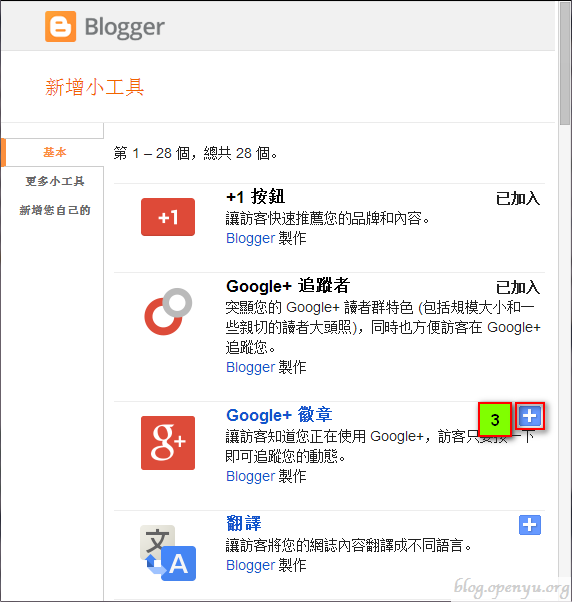 Blogger
新增小工具
基本
更多小工具
新增您自己的
第 1 – 28 個，總共 28 個。
+1
+1 按鈕
已加入
讓訪客快速推薦您的品牌和內容。
Blogger 製作
Google+ 追蹤者
已加入
突顯您的 Google+ 讀者群特色 (包括規模大小和一
些親切的讀者大頭照)，同時也方便訪客在 Google+
追蹤您。
Blogger 製作
g+
Google+ 徽章
3
讓訪客知道您正在使用 Google+，訪客只要按一下
即可追蹤您的動態。
Blogger 製作
文
A
翻譯
讓訪客將您的網誌內容翻譯成不同語言。
Blogger 製作
blog.openyu.org